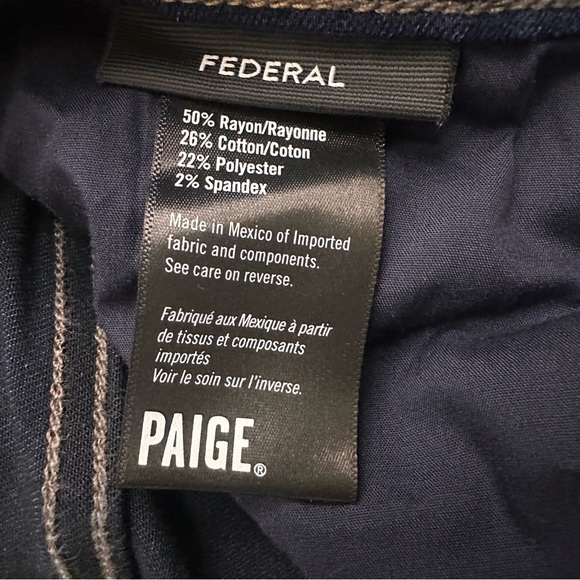 FEDERAL
50% Rayon/Rayonne
26% Cotton/Coton
22% Polyester
2% Spandex
Made in Mexico of Imported
fabric and components.
See care on reverse.
Fabriqué aux Mexique à partir
de tissus et composants
importés
Voir le soin sur l'inverse.
PAIGE®